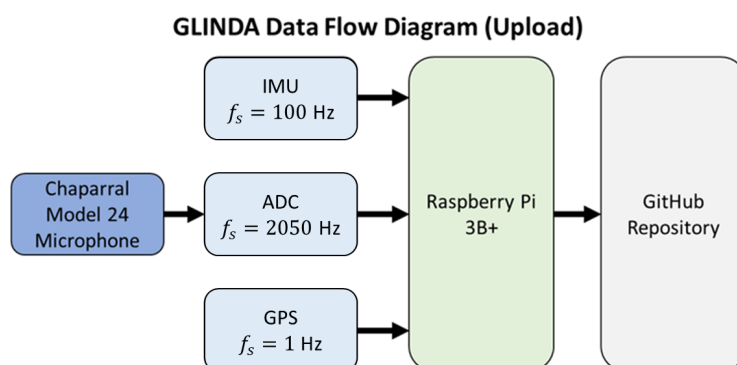 GLINDA Data Flow Diagram (Upload)
IMU
fₛ = 100 Hz
Chaparral
Model 24
Microphone
ADC
fₛ = 2050 Hz
GPS
fₛ = 1 Hz
Raspberry Pi
3B+
GitHub
Repository